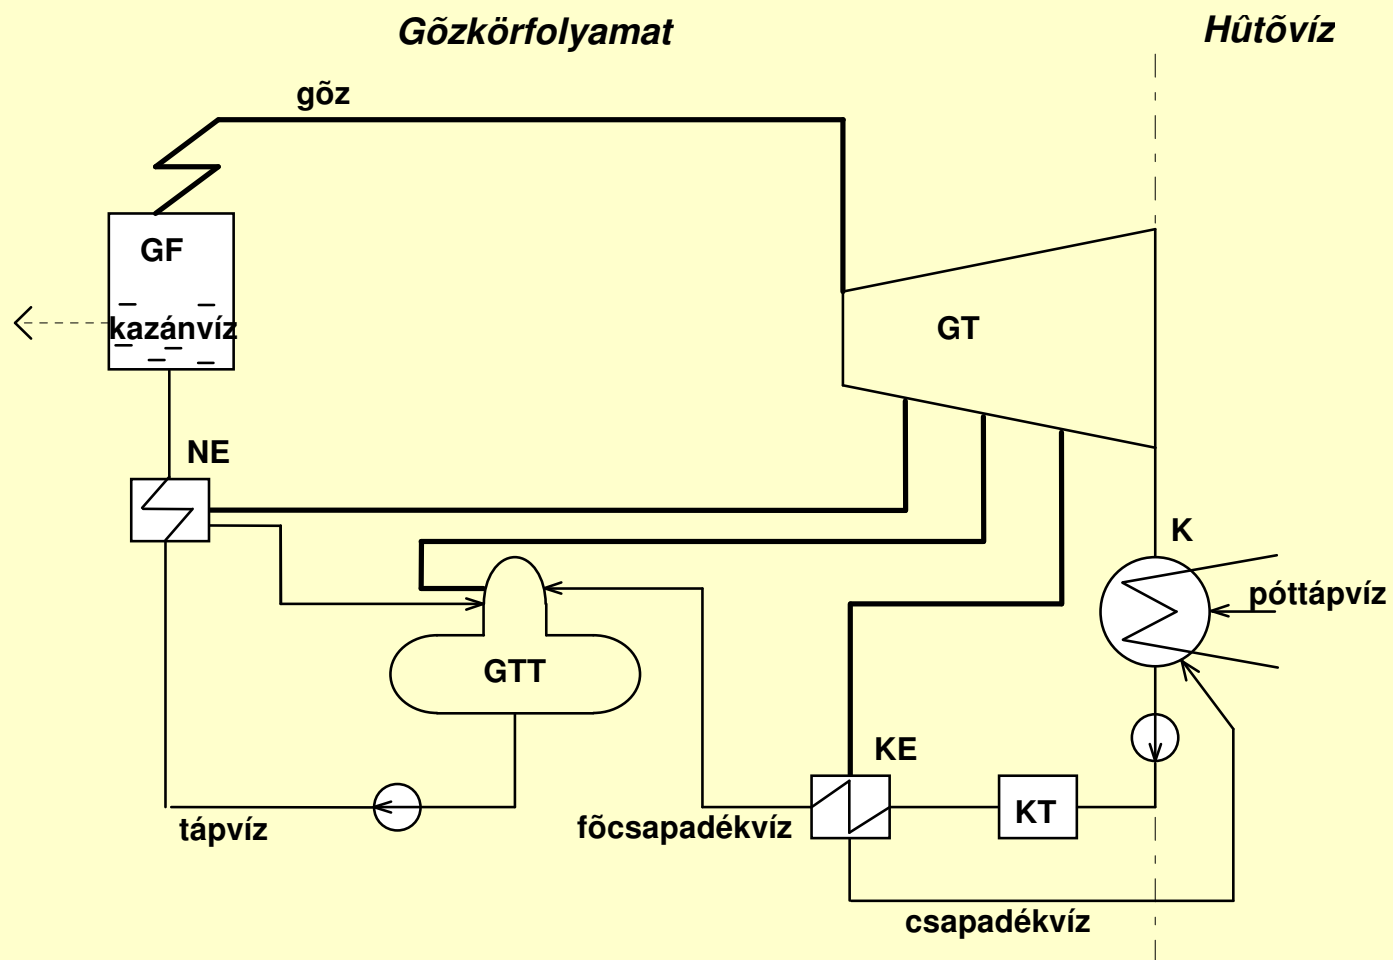 Gõzkörfolyamat
Hûtõvíz
gõz
GF
kazánvíz
GT
NE
K
póttápvíz
GTT
KE
KT
tápvíz
fõcsapadékvíz
csapadékvíz